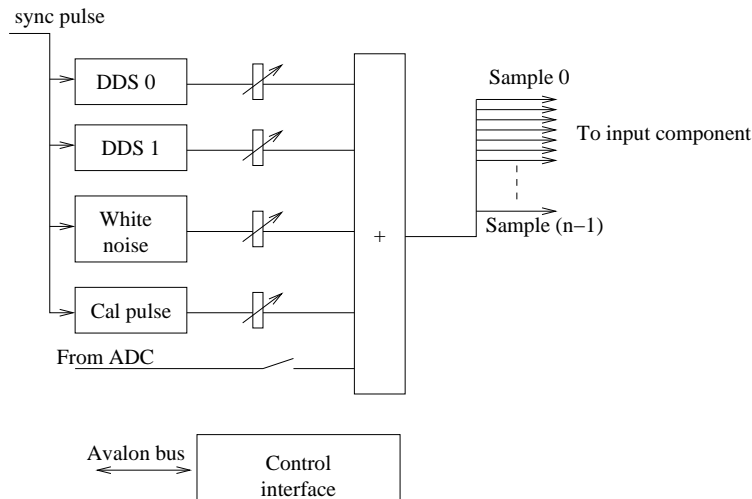 sync pulse
DDS 0
DDS 1
White
noise
Cal pulse
From ADC
+
Sample 0
To input component
Sample (n−1)
Avalon bus
Control
interface